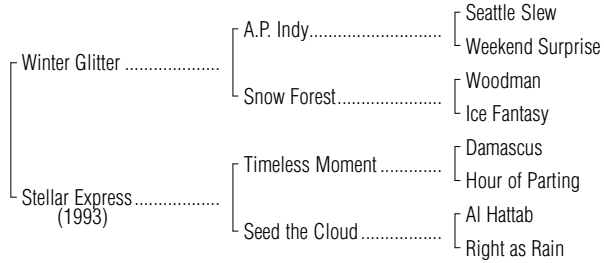 Seattle Slew
A.P. Indy
Weekend Surprise
Winter Glitter
Woodman
Snow Forest
Ice Fantasy
Damascus
Timeless Moment
Hour of Parting
Stellar Express
(1993)
Al Hattab
Seed the Cloud
Right as Rain